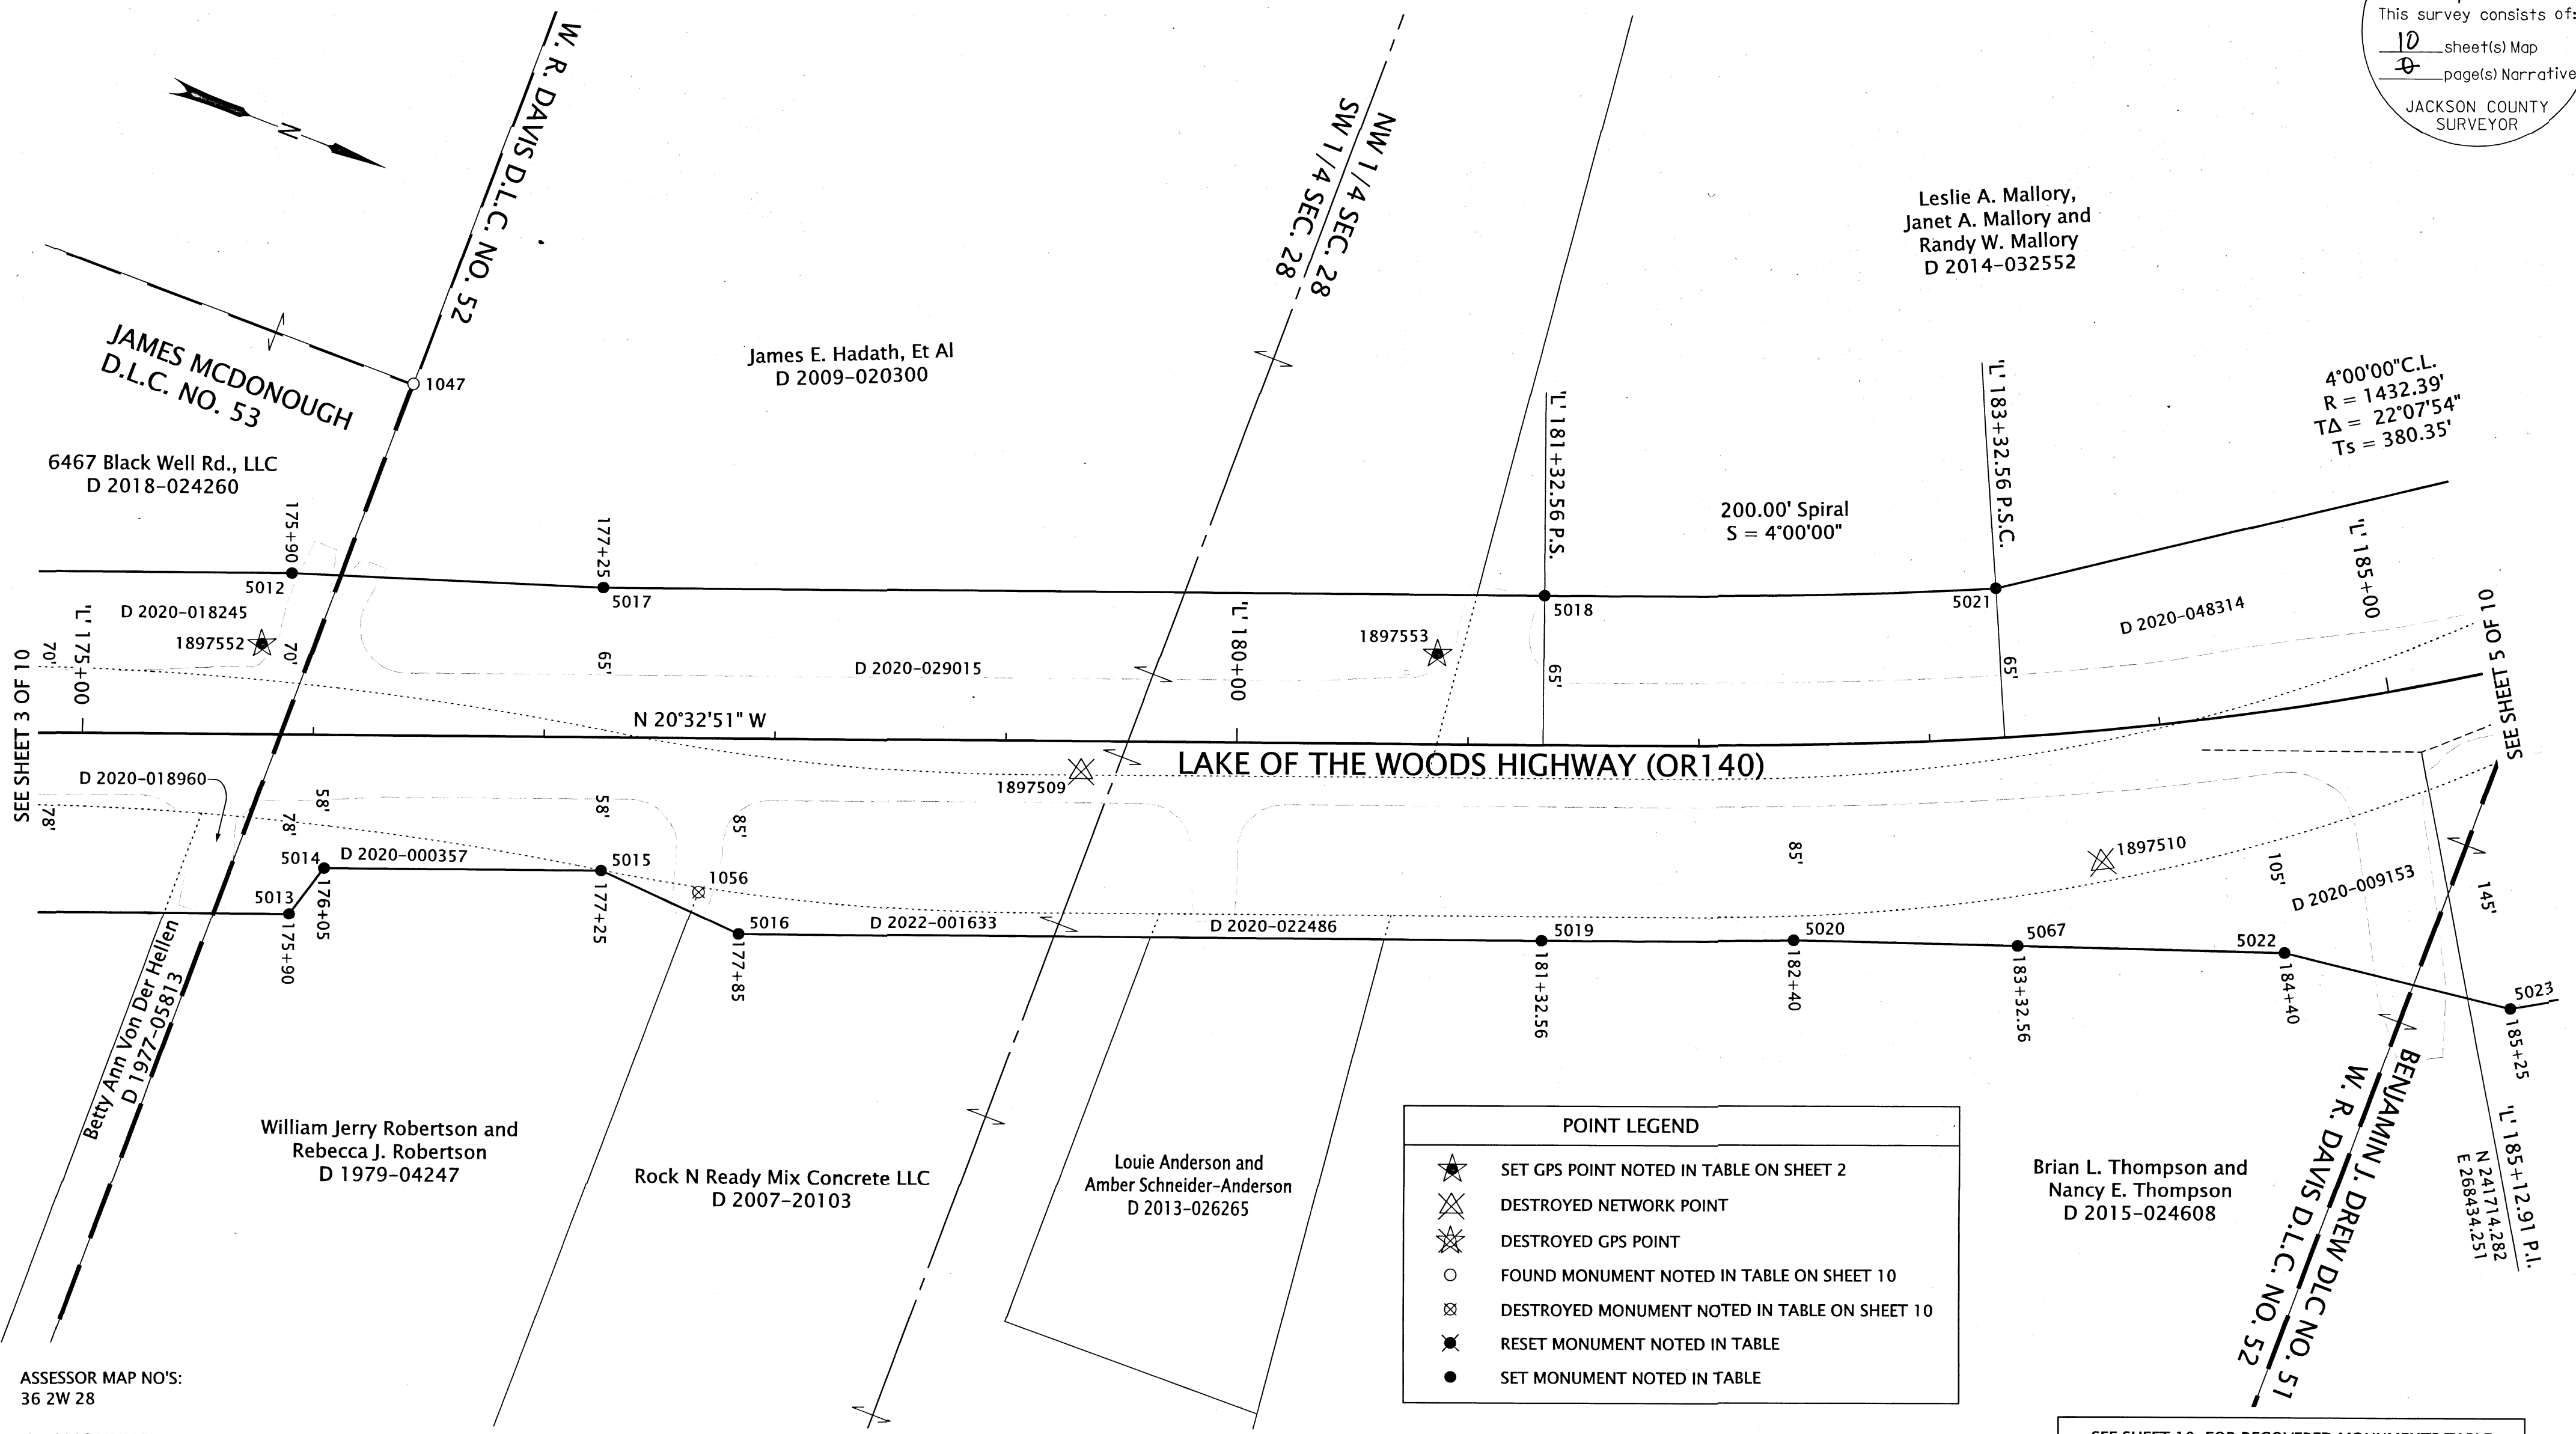 This survey consists of:
10 sheet(s) Map
0 page(s) Narrative
JACKSON COUNTY
SURVEYOR
N
W. R. DAVIS D.L.C. NO. 52
JAMES MCDONOUGH
D.L.C. NO. 53
1047
6467 Black Well Rd., LLC
D 2018-024260
James E. Hadath, Et Al
D 2009-020300
NW 1/4 SEC. 28
SW 1/4 SEC. 28
Leslie A. Mallory,
Janet A. Mallory and
Randy W. Mallory
D 2014-032552
4°00'00"C.L.
R = 1432.39'
TΔ = 22°07'54"
Ts = 380.35'
200.00' Spiral
S = 4°00'00"
'L' 181+32.56 P.S.
'L' 183+32.56 P.S.C.
'L' 185+00
175+90
5012
177+25
5017
5018
5021
D 2020-018245
1897552
70'
70'
'L' 175+00
65'
D 2020-029015
'L' 180+00
1897553
65'
65'
D 2020-048314
SEE SHEET 3 OF 10
SEE SHEET 5 OF 10
N 20°32'51" W
LAKE OF THE WOODS HIGHWAY (OR140)
D 2020-018960
78'
78'
58'
58'
85'
1897509
85'
105'
145'
1897510
D 2020-009153
5014
D 2020-000357
5015
1056
5013
5016
D 2022-001633
D 2020-022486
5019
5020
5067
5022
5023
175+90
176+05
177+25
177+85
181+32.56
182+40
183+32.56
184+40
185+25
Betty Ann Von Der Hellen
D 1977-05813
William Jerry Robertson and
Rebecca J. Robertson
D 1979-04247
Rock N Ready Mix Concrete LLC
D 2007-20103
Louie Anderson and
Amber Schneider-Anderson
D 2013-026265
Brian L. Thompson and
Nancy E. Thompson
D 2015-024608
BENJAMIN J. DREW DLC NO. 51
W. R. DAVIS D.L.C. NO. 52
'L' 185+12.91 P.I.
N 241714.282
E 268434.251
POINT LEGEND
SET GPS POINT NOTED IN TABLE ON SHEET 2
DESTROYED NETWORK POINT
DESTROYED GPS POINT
FOUND MONUMENT NOTED IN TABLE ON SHEET 10
DESTROYED MONUMENT NOTED IN TABLE ON SHEET 10
RESET MONUMENT NOTED IN TABLE
SET MONUMENT NOTED IN TABLE
ASSESSOR MAP NO'S:
36 2W 28
SEE SHEET 10 FOR RECOVERED MONUMENTS TABLE